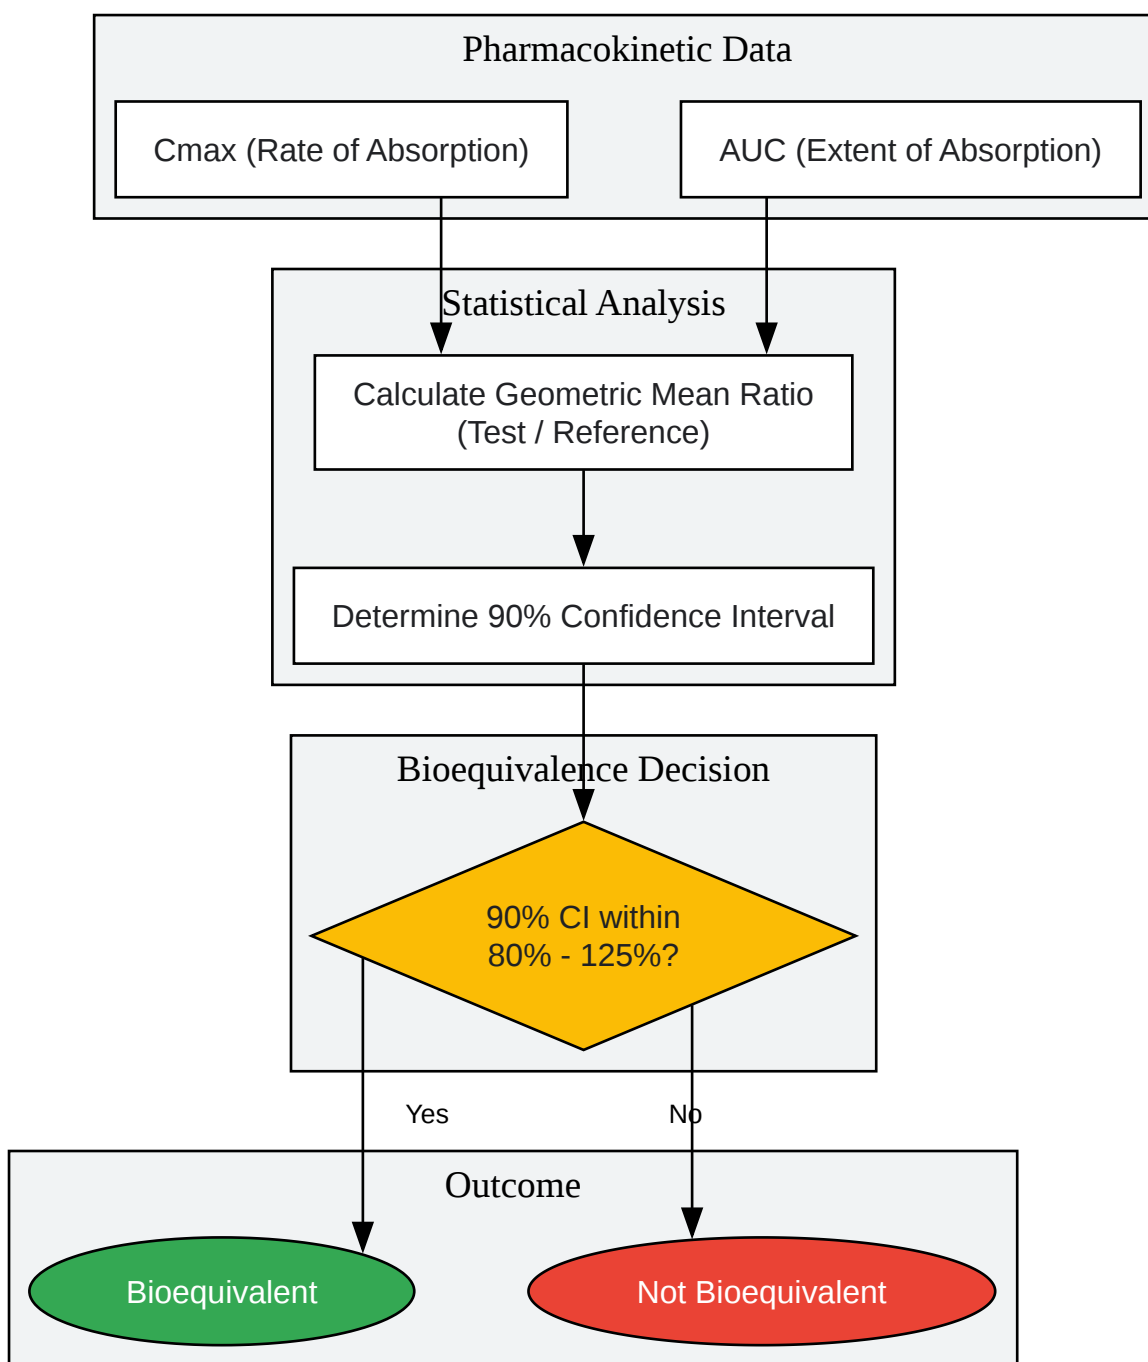 Pharmacokinetic Data
Cmax (Rate of Absorption)
AUC (Extent of Absorption)
Statistical Analysis
Calculate Geometric Mean Ratio
(Test / Reference)
Determine 90% Confidence Interval
Bioequivalence Decision
90% CI within
80% - 125%?
Yes
No
Outcome
Bioequivalent
Not Bioequivalent